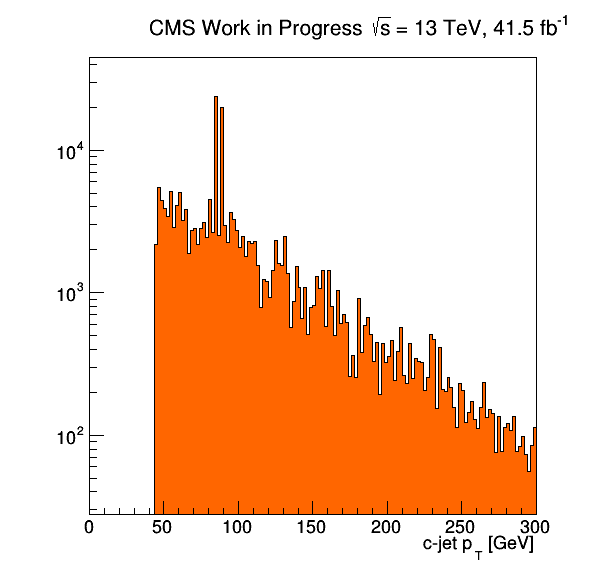 CMS Work in Progress √s = 13 TeV, 41.5 fb⁻¹
10⁴
10³
10²
0 50 100 150 200 250 300
c-jet p_T [GeV]